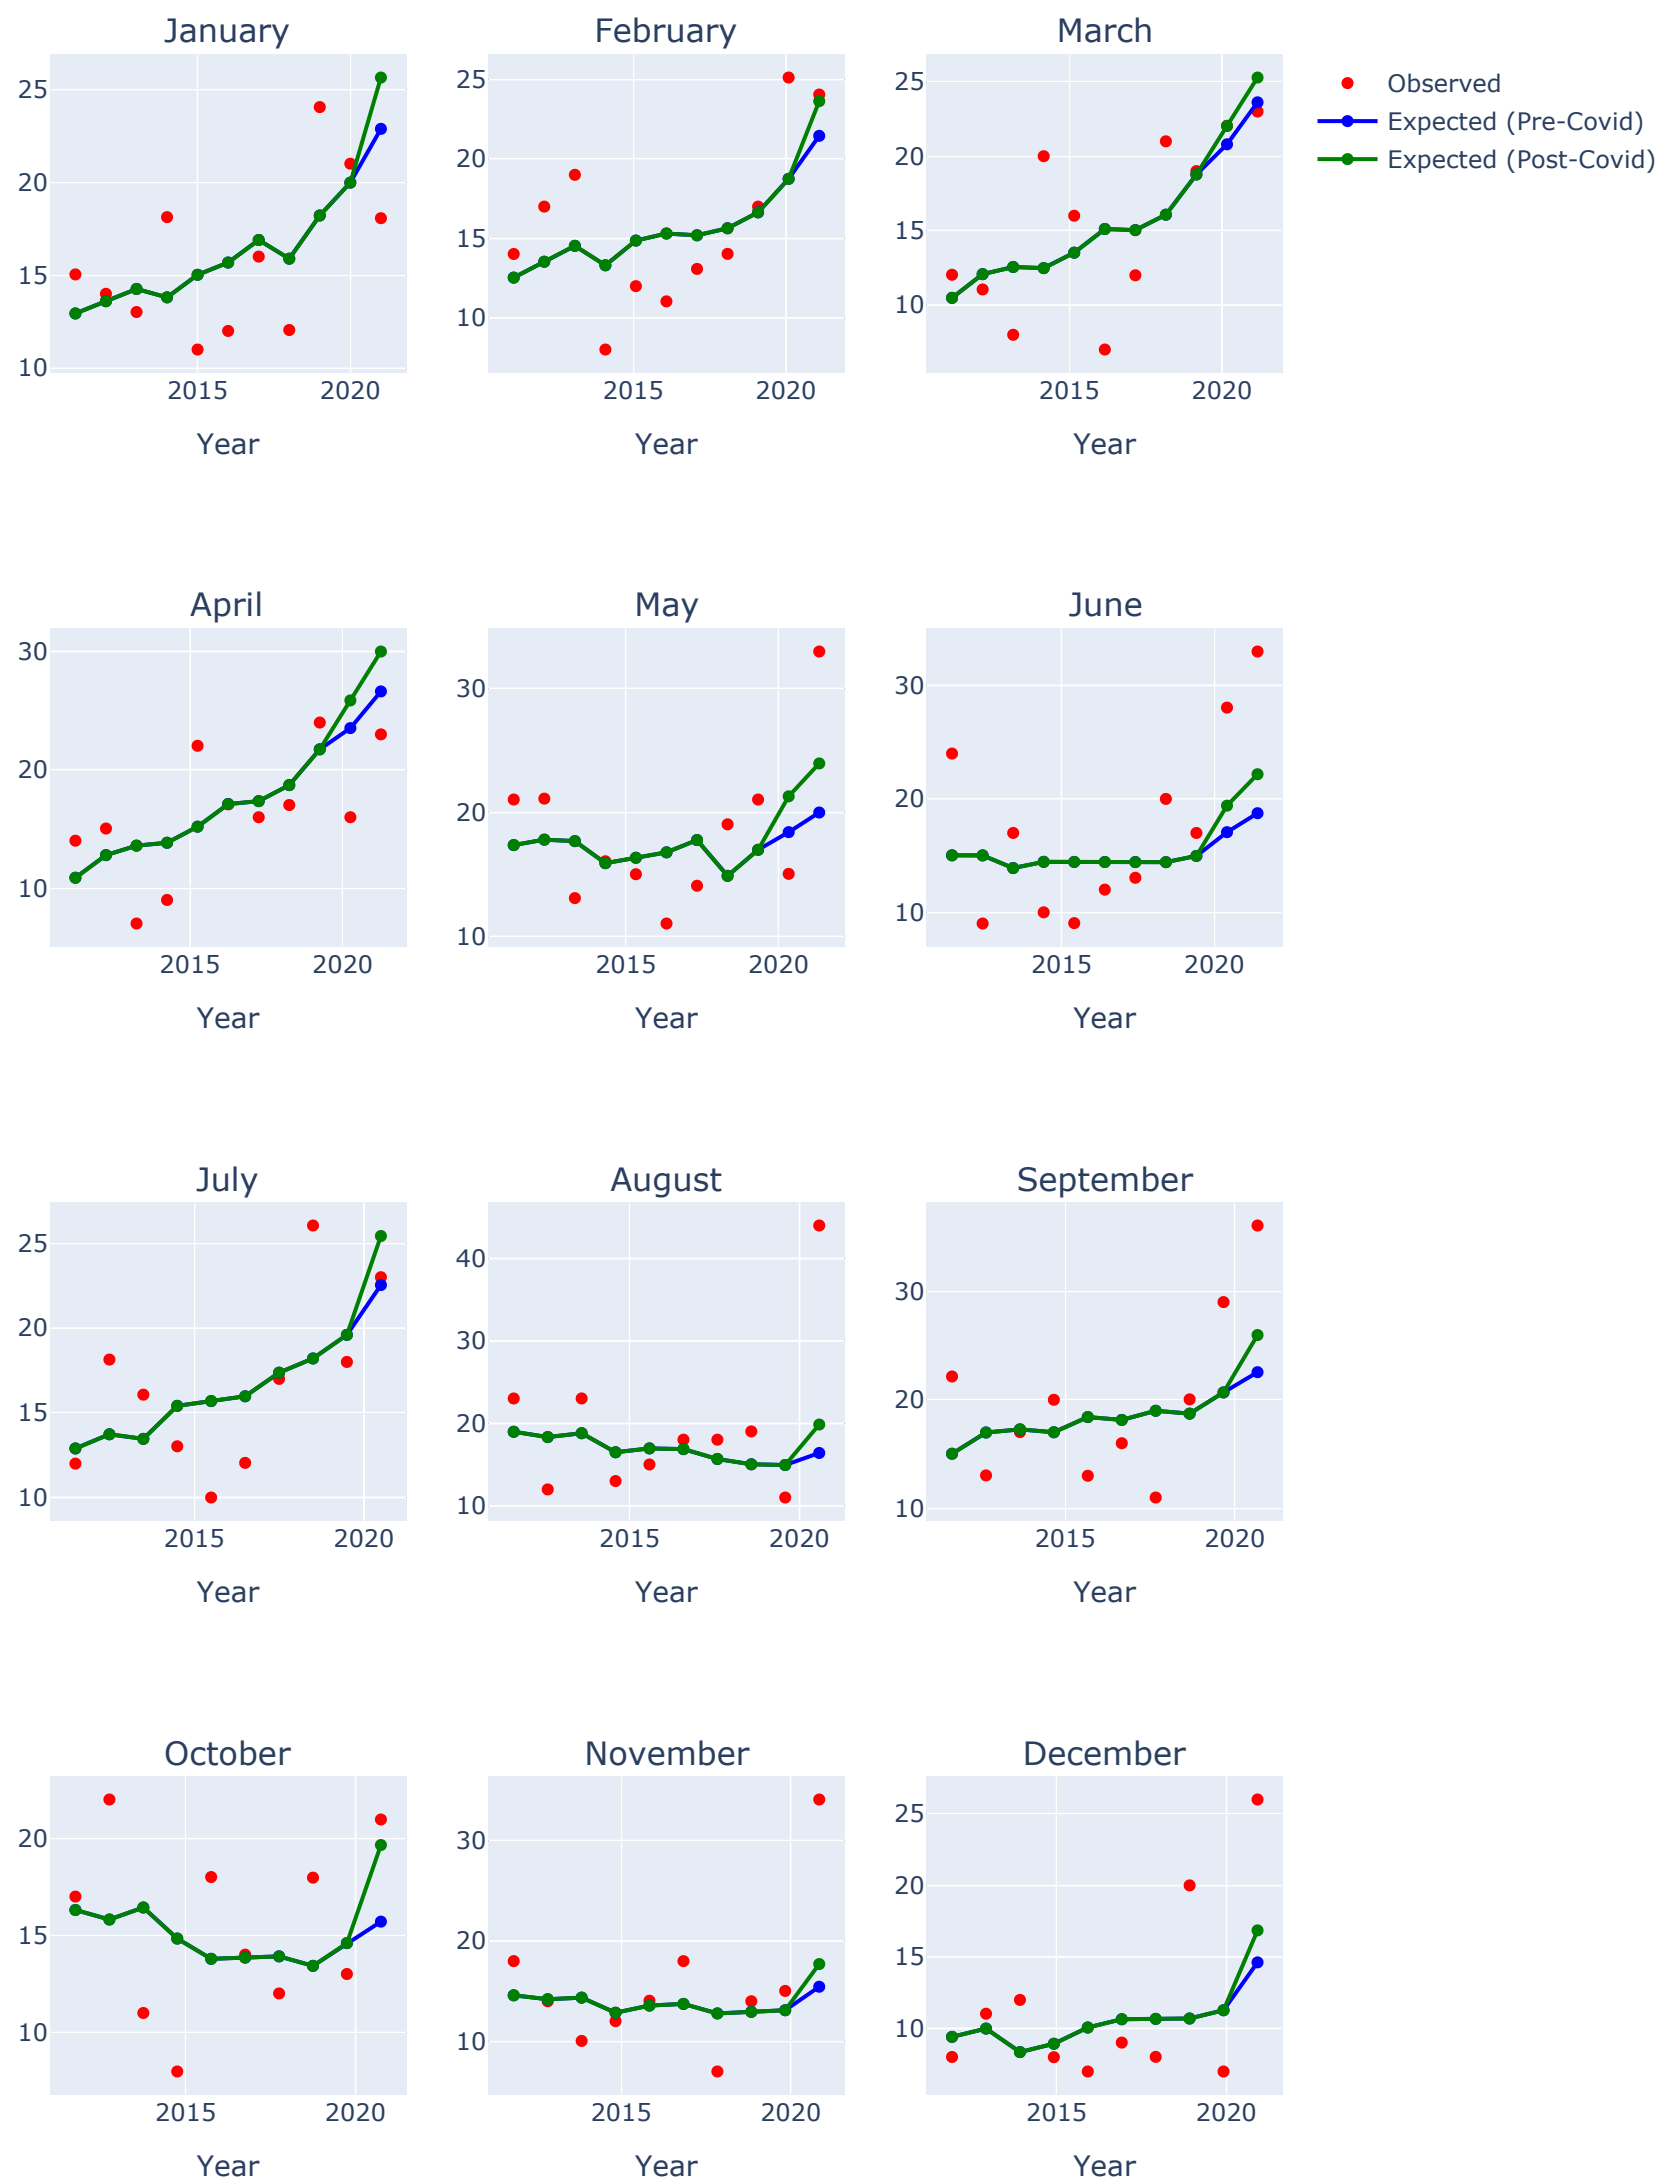 January February March
25
20
15
10
2015 2020
Year
25
20
15
10
2015 2020
Year
25
20
15
10
2015 2020
Year
Observed
Expected (Pre-Covid)
Expected (Post-Covid)
April May June
30
20
10
2015 2020
Year
30
20
10
2015 2020
Year
30
20
10
2015 2020
Year
July August September
25
20
15
10
2015 2020
Year
40
30
20
10
2015 2020
Year
30
20
10
2015 2020
Year
October November December
20
15
10
2015 2020
Year
30
20
10
2015 2020
Year
25
20
15
10
2015 2020
Year